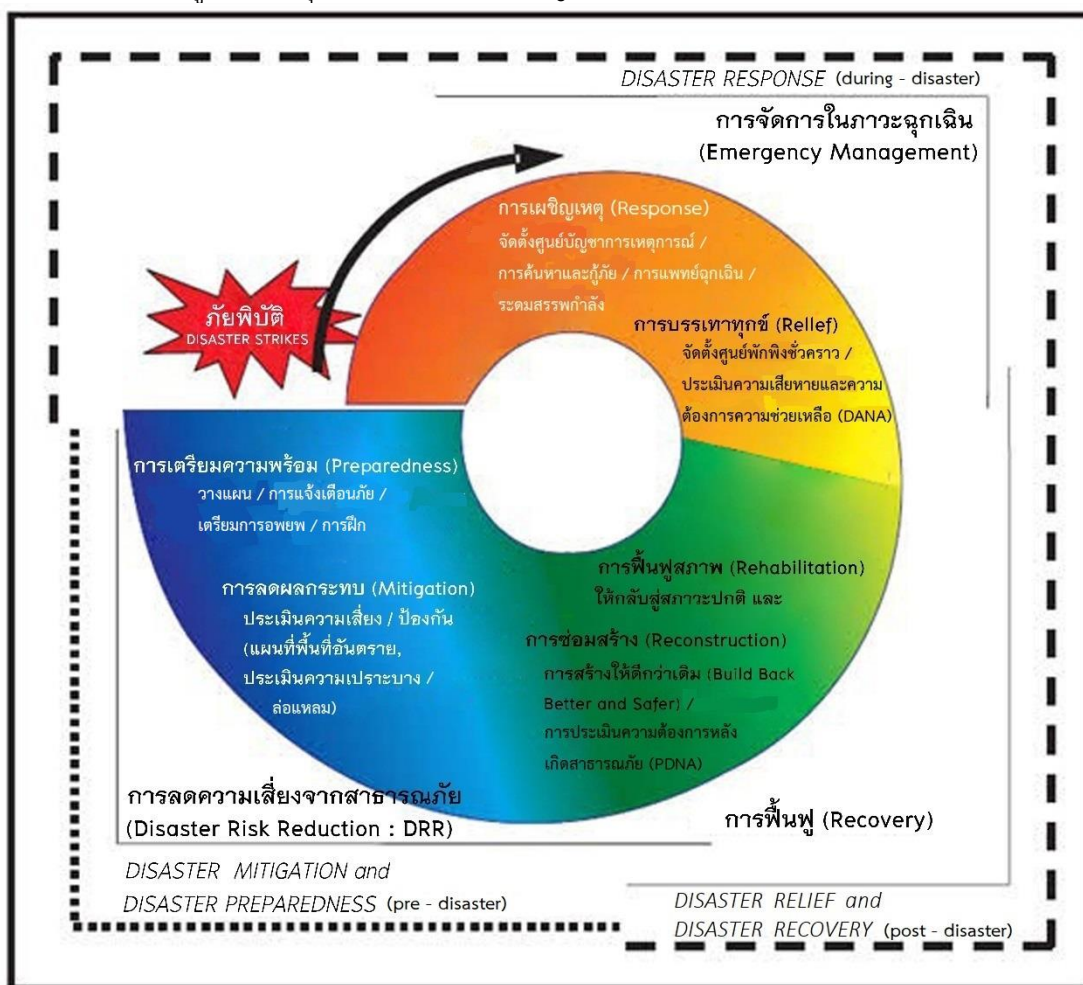 DISASTER RESPONSE (during - disaster)
การจัดการในภาวะฉุกเฉิน
(Emergency Management)
การเผชิญเหตุ (Response)
จัดตั้งศูนย์บัญชาการเหตุการณ์ /
การค้นหาและกู้ภัย / การแพทย์ฉุกเฉิน /
ระดมสรรพกำลัง
ภัยพิบัติ
DISASTER STRIKES
การบรรเทาทุกข์ (Rellef)
จัดตั้งศูนย์พักพิงชั่วคราว /
ประเมินความเสียหายและความ
ต้องการความช่วยเหลือ (DANA)
การเตรียมความพร้อม (Preparedness)
วางแผน / การแจ้งเตือนภัย /
เตรียมการอพยพ / การฝึก
การลดผลกระทบ (Mitigation)
ประเมินความเสี่ยง / ป้องกัน
(แผนที่พื้นที่อันตราย,
ประเมินความเปราะบาง /
ล่อแหลม)
การฟื้นฟูสภาพ (Rehabilitation)
ให้กลับสู่สภาวะปกติ และ
การซ่อมสร้าง (Reconstruction)
การสร้างให้ดีกว่าเดิม (Build Back
Better and Safer) /
การประเมินความต้องการหลัง
เกิดสาธารณภัย (PDNA)
การลดความเสี่ยงจากสาธารณภัย
(Disaster Risk Reduction : DRR)
การฟื้นฟู (Recovery)
DISASTER MITIGATION and
DISASTER PREPAREDNESS (pre - disaster)
DISASTER RELIEF and
DISASTER RECOVERY (post - disaster)